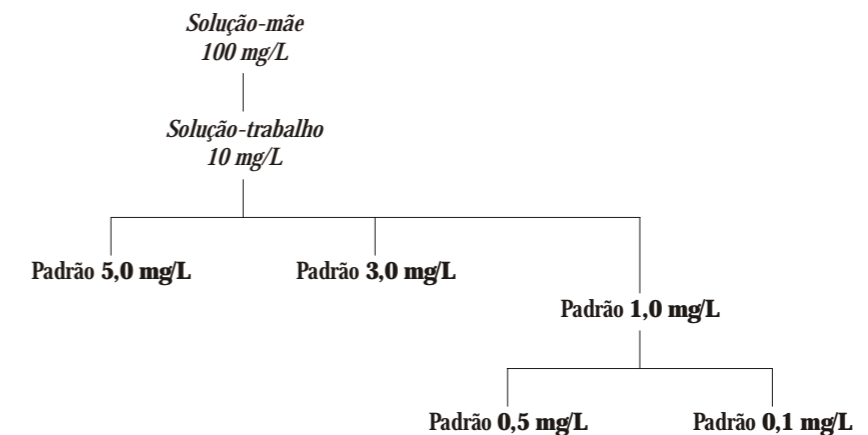 Solução-mãe
100 mg/L
Solução-trabalho
10 mg/L
Padrão 5,0 mg/L
Padrão 3,0 mg/L
Padrão 1,0 mg/L
Padrão 0,5 mg/L
Padrão 0,1 mg/L